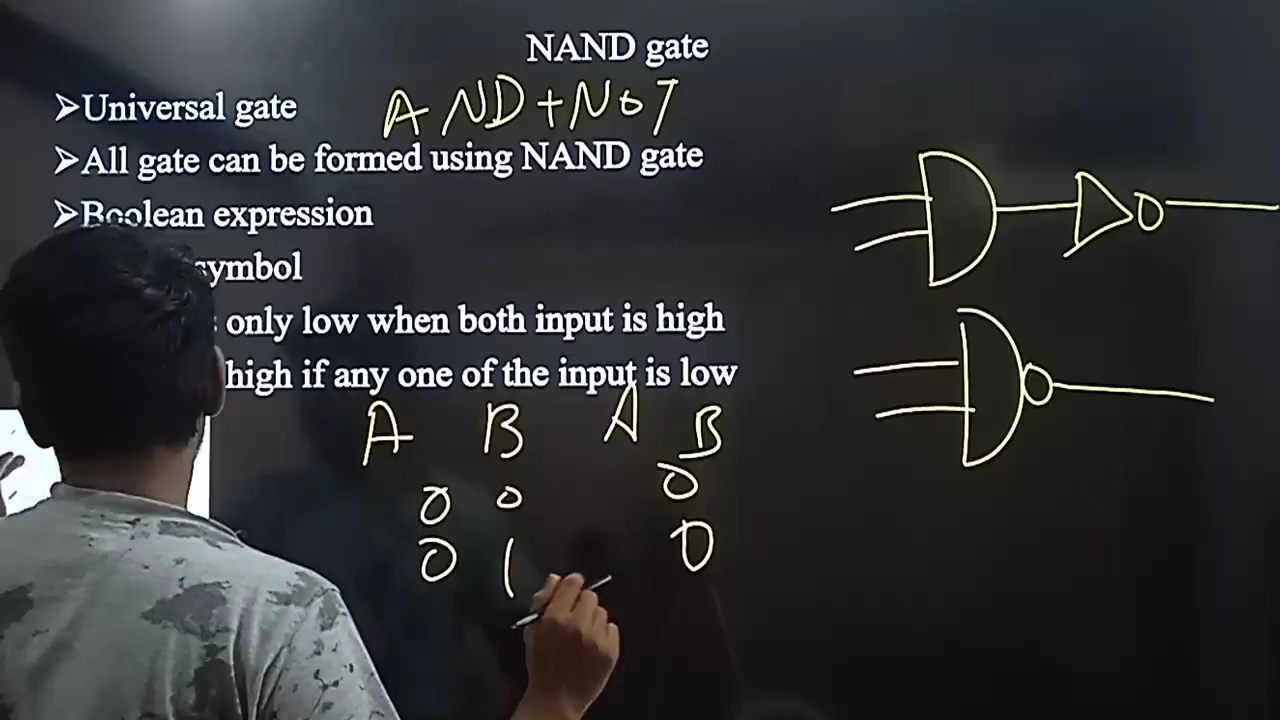 NAND gate
➤Universal gate AND+NOT
➤All gate can be formed using NAND gate
➤Boolean expression
symbol
only low when both input is high
high if any one of the input is low
A B A B
0 0 0
0 1 0